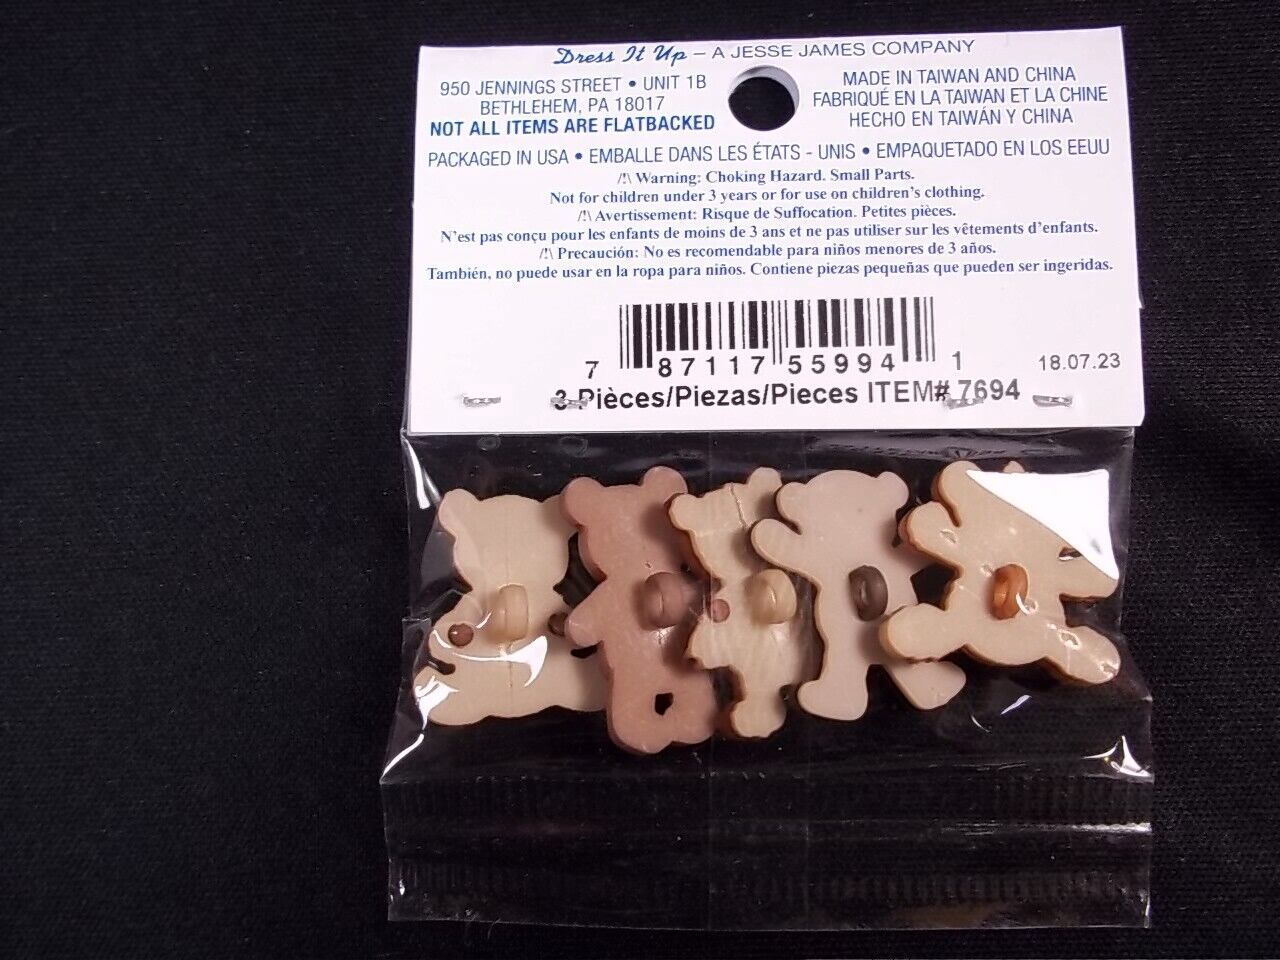 Dress It Up – A JESSE JAMES COMPANY
950 JENNINGS STREET • UNIT 1B
BETHLEHEM, PA 18017
NOT ALL ITEMS ARE FLATBACKED
MADE IN TAIWAN AND CHINA
FABRIQUÉ EN LA TAIWAN ET LA CHINE
HECHO EN TAIWÁN Y CHINA
PACKAGED IN USA • EMBALLE DANS LES ÉTATS - UNIS • EMPAQUETADO EN LOS EEUU
/!\ Warning: Choking Hazard. Small Parts.
Not for children under 3 years or for use on children's clothing.
/!\ Avertissement: Risque de Suffocation. Petites pièces.
N'est pas conçu pour les enfants de moins de 3 ans et ne pas utiliser sur les vêtements d'enfants.
/!\ Precaución: No es recomendable para niños menores de 3 años.
También, no puede usar en la ropa para niños. Contiene piezas pequeñas que pueden ser ingeridas.
7 87117 55994 1
18.07.23
Pièces/Piezas/Pieces ITEM# 7694